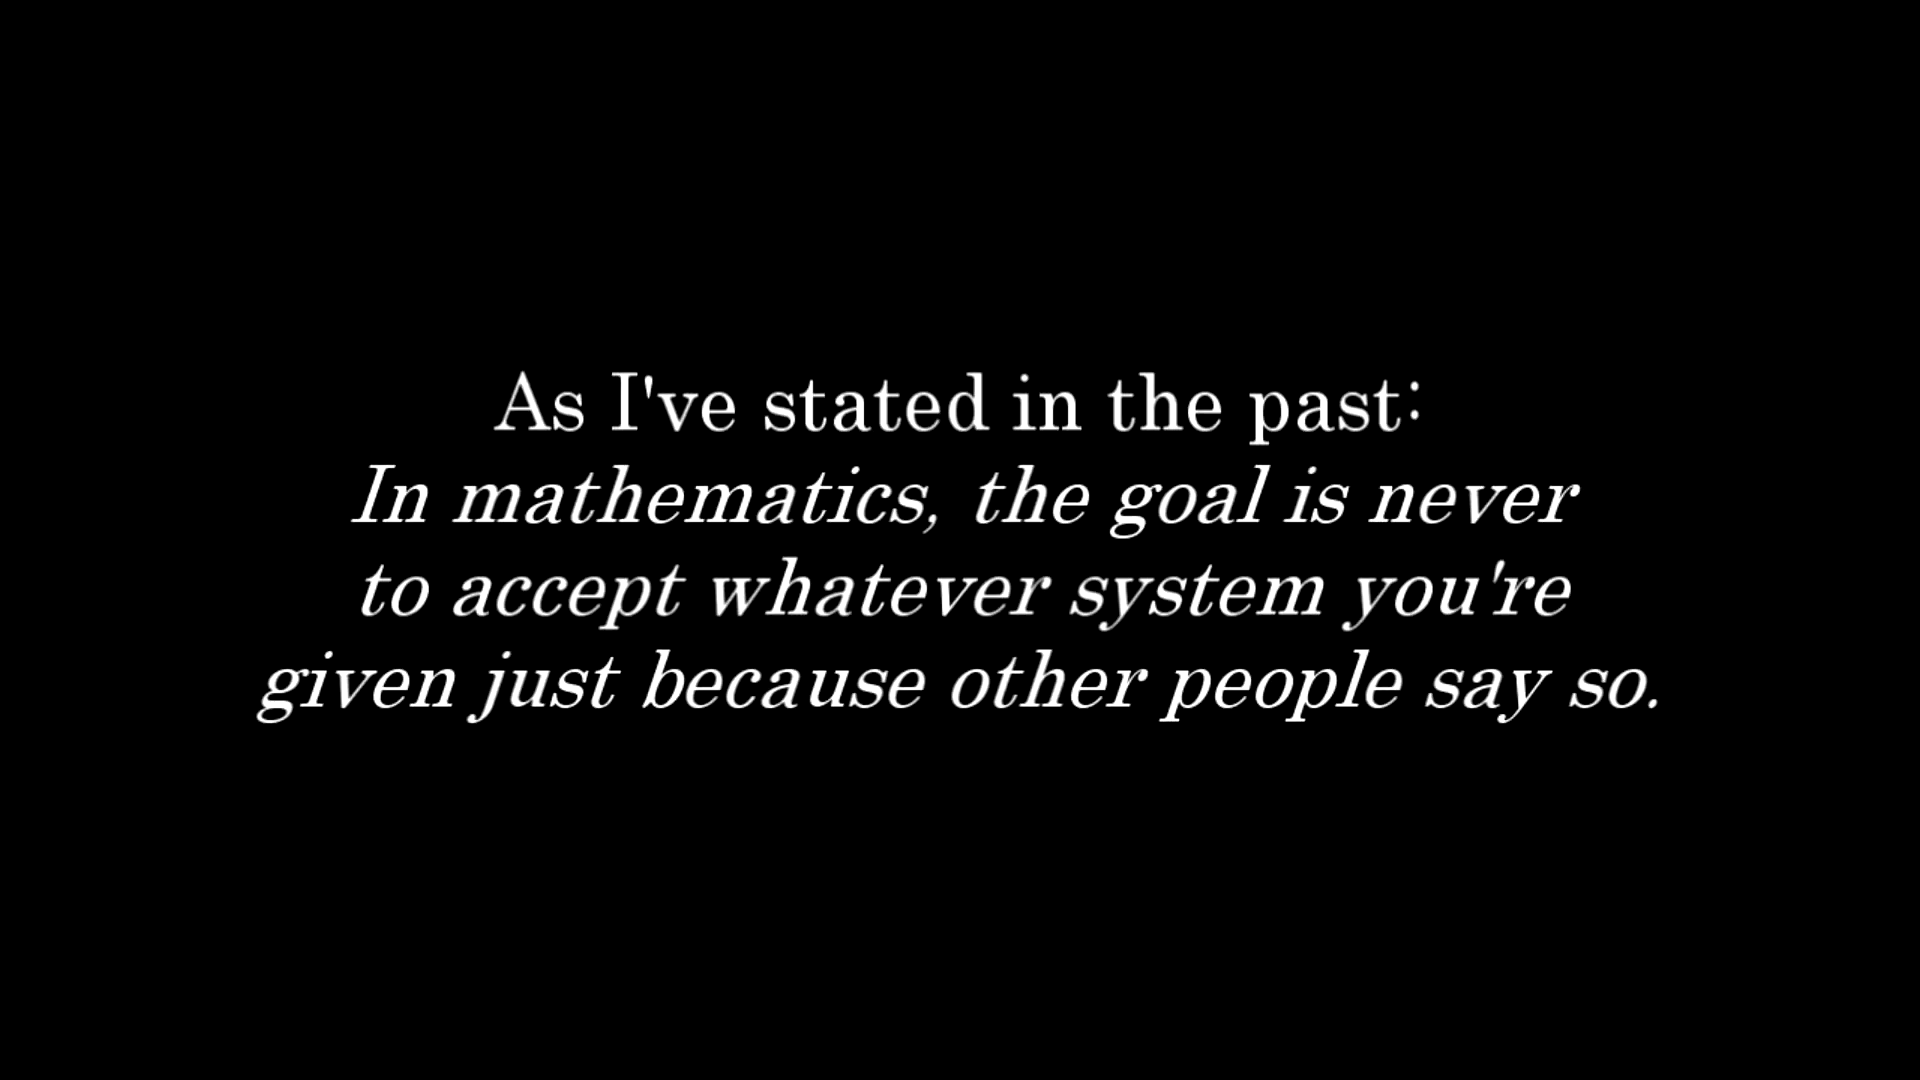 As I've stated in the past:
In mathematics, the goal is never
to accept whatever system you're
given just because other people say so.